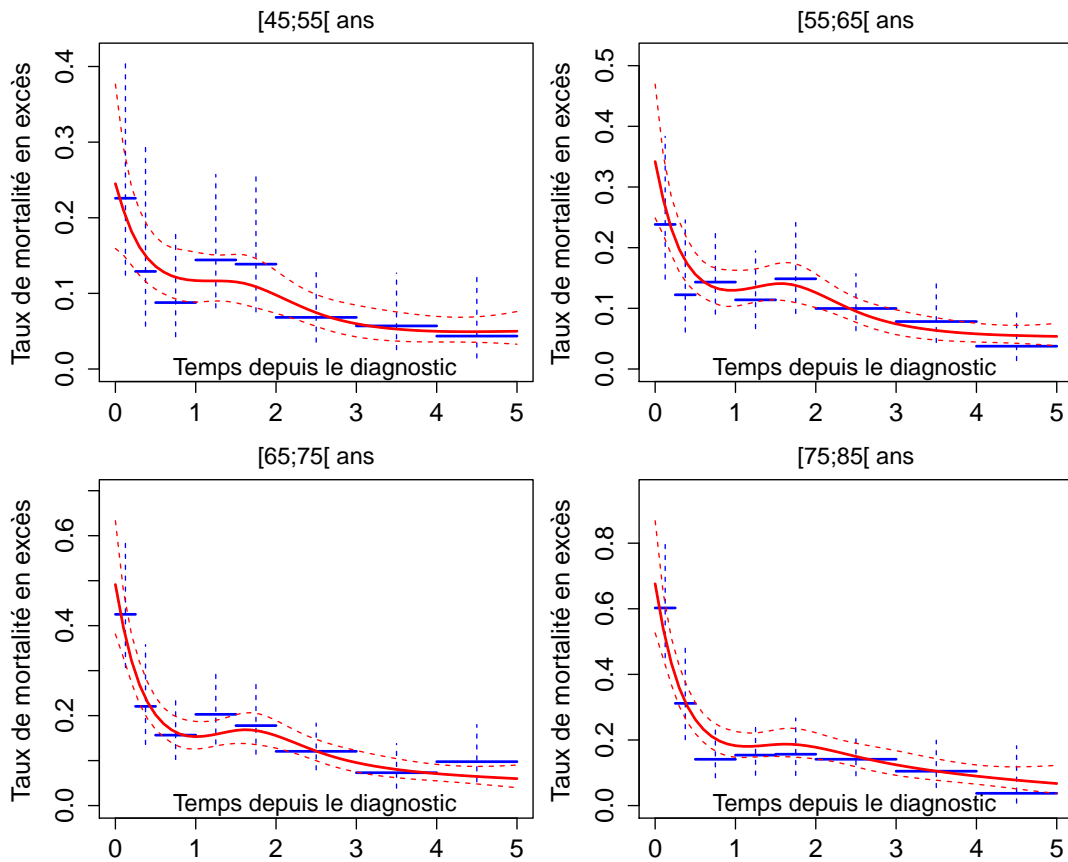 [45;55[ ans
Taux de mortalité en excès
0.4
0.3
0.2
0.1
0.0
Temps depuis le diagnostic
0 1 2 3 4 5
[55;65[ ans
Taux de mortalité en excès
0.5
0.4
0.3
0.2
0.1
0.0
Temps depuis le diagnostic
0 1 2 3 4 5
[65;75[ ans
Taux de mortalité en excès
0.6
0.4
0.2
0.0
Temps depuis le diagnostic
0 1 2 3 4 5
[75;85[ ans
Taux de mortalité en excès
0.8
0.6
0.4
0.2
0.0
Temps depuis le diagnostic
0 1 2 3 4 5